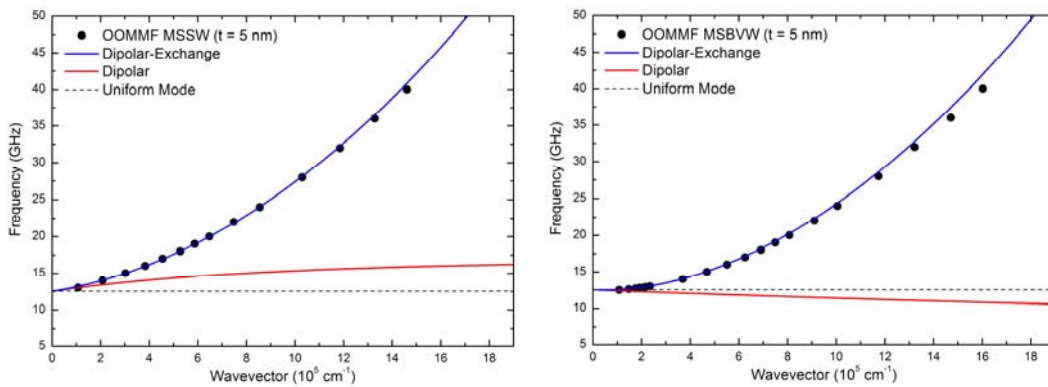 50
45
40
35
30
25
20
15
10
5
Frequency (GHz)
OOMMF MSSW (t = 5 nm)
Dipolar-Exchange
Dipolar
Uniform Mode
0 2 4 6 8 10 12 14 16 18
Wavevector (10⁵ cm⁻¹)
50
45
40
35
30
25
20
15
10
5
Frequency (GHz)
OOMMF MSBVW (t = 5 nm)
Dipolar-Exchange
Dipolar
Uniform Mode
0 2 4 6 8 10 12 14 16 18
Wavevector (10⁵ cm⁻¹)